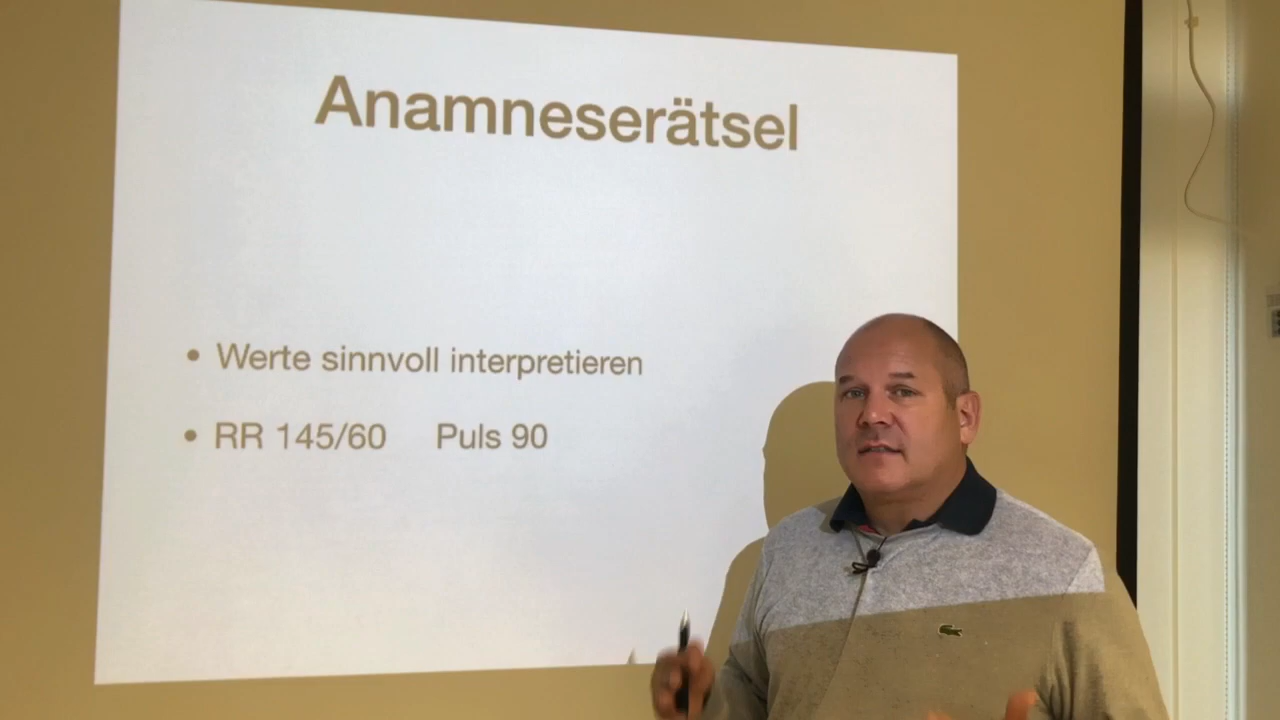 Anamneserätsel
• Werte sinnvoll interpretieren
• RR 145/60 Puls 90